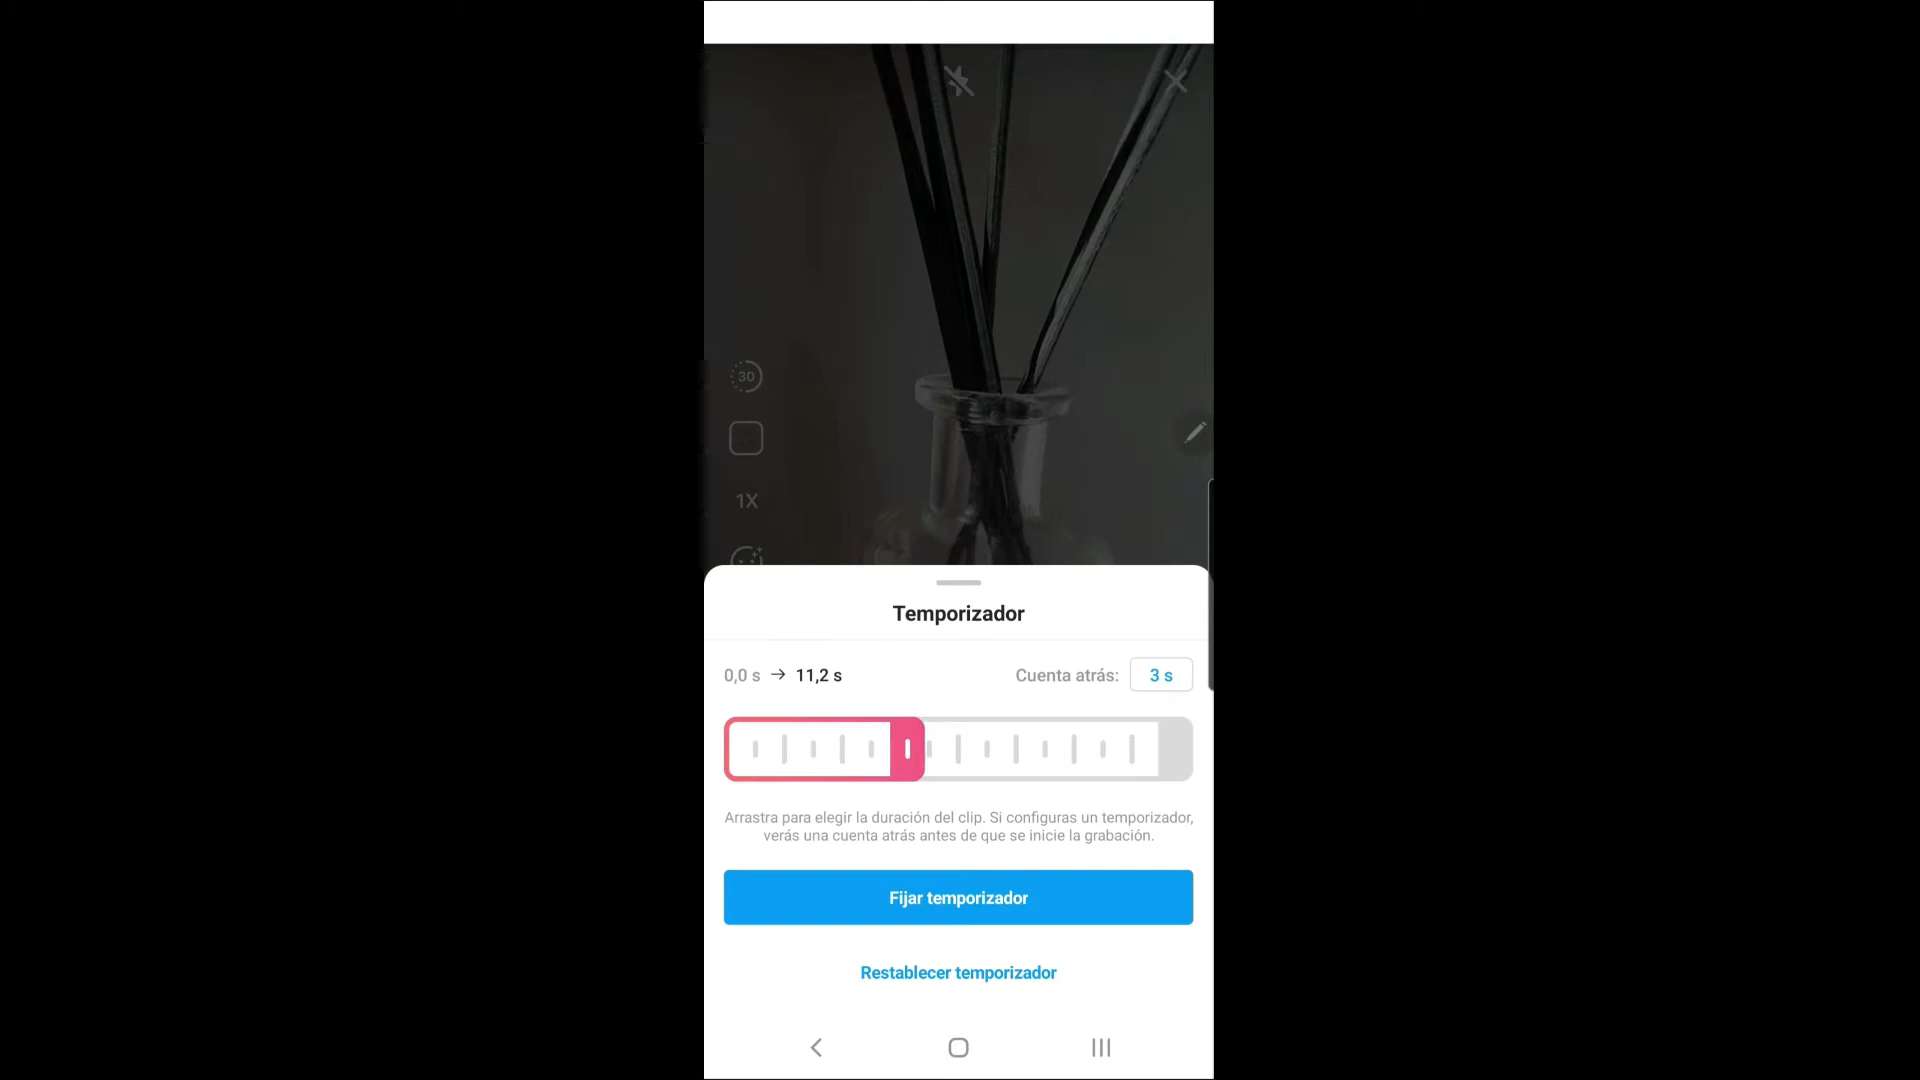 30
1X
Temporizador
0,0 s → 11,2 s
Cuenta atrás: 3 s
Arrastra para elegir la duración del clip. Si configuras un temporizador,
verás una cuenta atrás antes de que se inicie la grabación.
Fijar temporizador
Restablecer temporizador